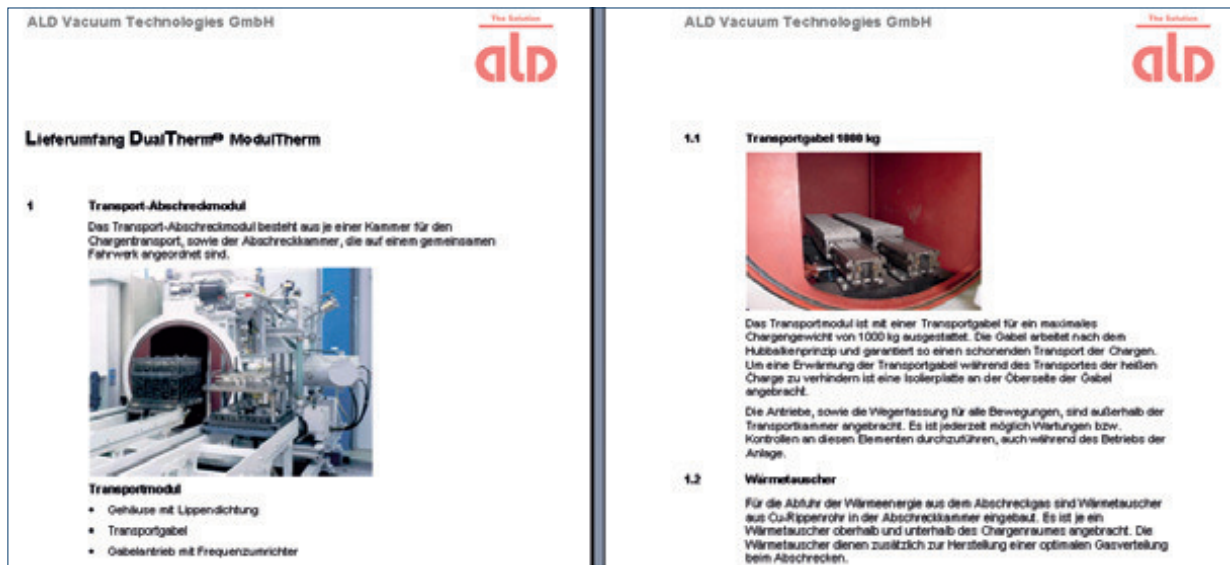 ALD Vacuum Technologies GmbH
The Solution
ALD
Lieferumfang DualTherm® ModulTherm
1 Transport-Abschreckmodul
Das Transport-Abschreckmodul besteht aus je einer Kammer für den
Chargentransport, sowie der Abschreckkammer, die auf einem gemeinsamen
Fahrwerk angeordnet sind.
Transportmodul
• Gehäuse mit Lippendichtung
• Transportgabel
• Gabelantrieb mit Frequenzumrichter
ALD Vacuum Technologies GmbH
The Solution
ALD
1.1 Transportgabel 1000 kg
Das Transportmodul ist mit einer Transportgabel für ein maximales
Chargengewicht von 1000 kg ausgestattet. Die Gabel arbeitet nach dem
Hubbalkenprinzip und garantiert so einen schonenden Transport der Chargen.
Um eine Erwärmung der Transportgabel während des Transportes der heißen
Charge zu verhindern ist eine Isolierplatte an der Oberseite der Gabel
angebracht.
Die Antriebe, sowie die Wegerfassung für alle Bewegungen, sind außerhalb der
Transportkammer angebracht. Es ist jederzeit möglich Wartungen bzw.
Kontrollen an diesen Elementen durchzuführen, auch während des Betriebs der
Anlage.
1.2 Wärmetauscher
Für die Abfuhr der Wärmeenergie aus dem Abschreckgas sind Wärmetauscher
aus Cu-Rippenrohr in der Abschreckkammer eingebaut. Es ist je ein
Wärmetauscher oberhalb und unterhalb des Chargenraumes angebracht. Die
Wärmetauscher dienen zusätzlich zur Herstellung einer optimalen Gasverteilung
beim Abschrecken.